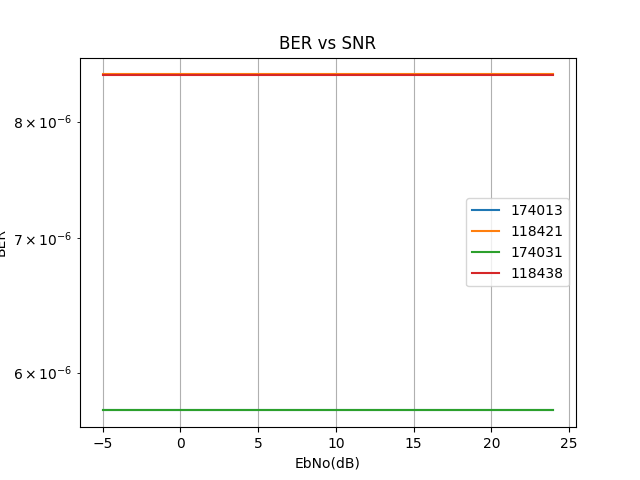 BER vs SNR
8 × 10⁻⁶
7 × 10⁻⁶
6 × 10⁻⁶
BER
174013
118421
174031
118438
−5
0
5
10
15
20
25
EbNo(dB)